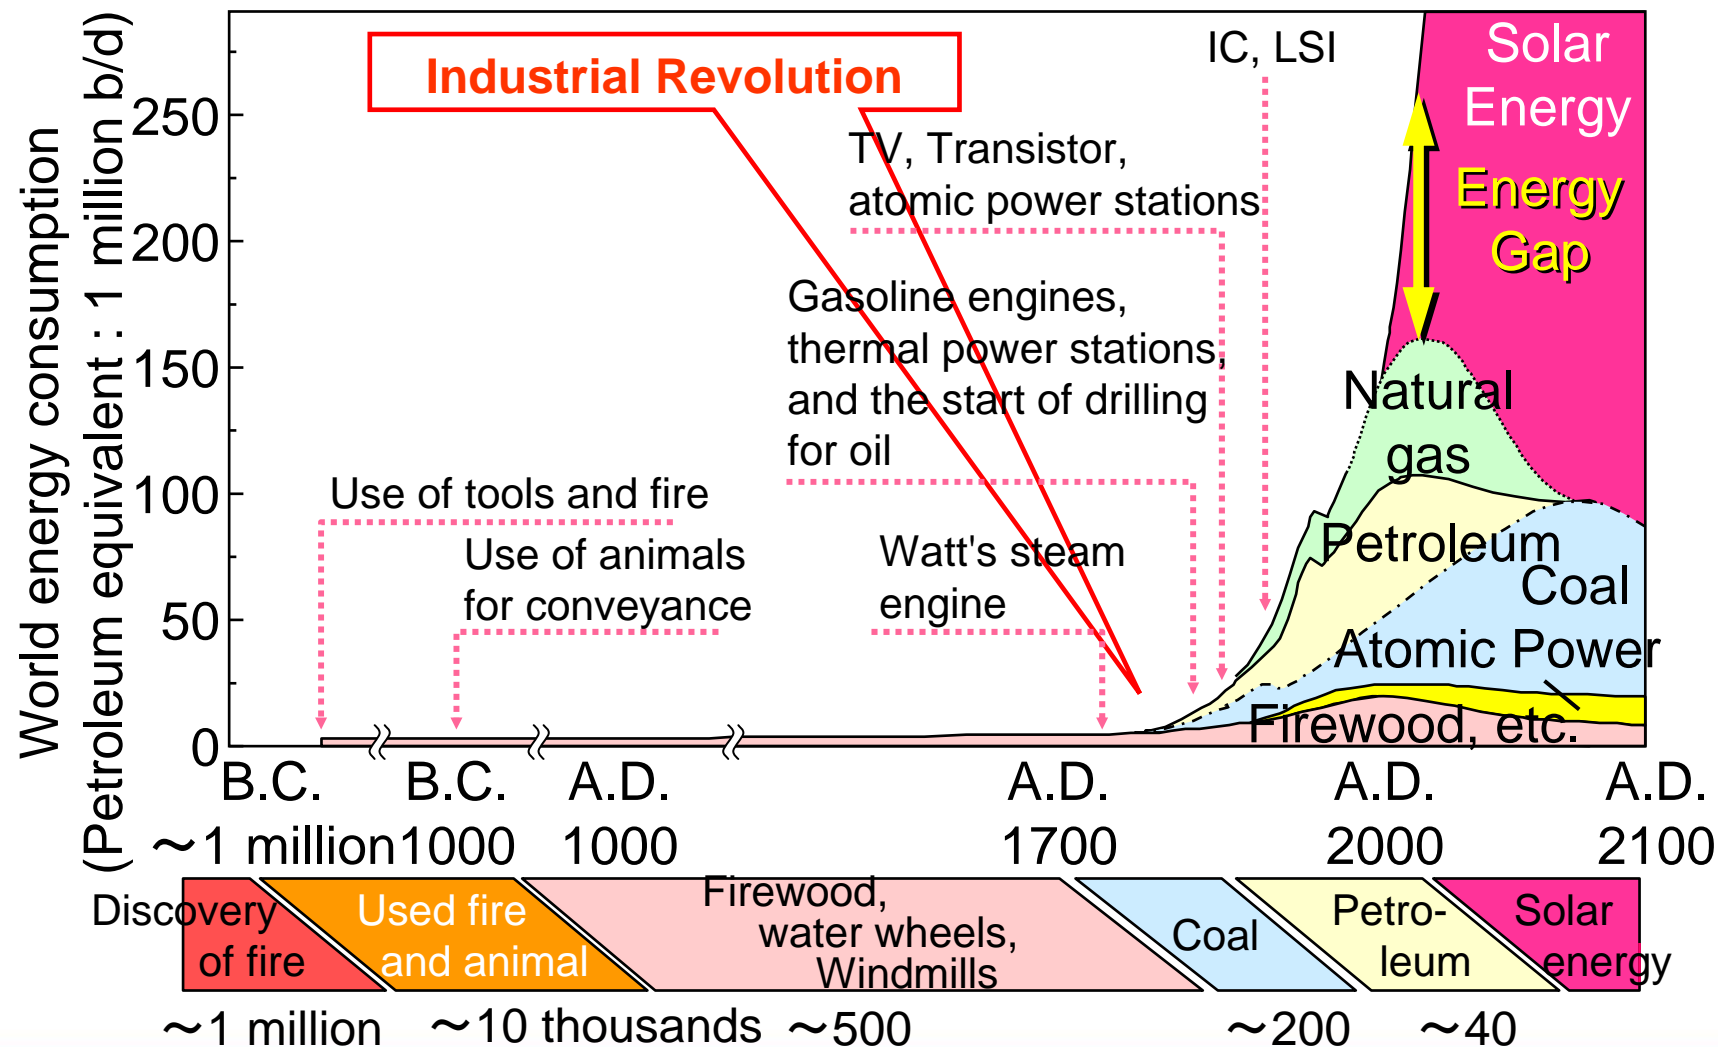 World energy consumption
(Petroleum equivalent : 1 million b/d)
250
200
150
100
50
0
Industrial Revolution
IC, LSI
TV, Transistor,
atomic power stations
Gasoline engines,
thermal power stations,
and the start of drilling
for oil
Use of tools and fire
Use of animals
for conveyance
Watt's steam
engine
Solar
Energy
Energy
Gap
Natural
gas
Petroleum
Coal
Atomic Power
Firewood, etc.
B.C.
~1 million
B.C.
1000
A.D.
1000
A.D.
1700
A.D.
2000
A.D.
2100
Discovery
of fire
Used fire
and animal
Firewood,
water wheels,
Windmills
Coal
Petro-
leum
Solar
energy
~1 million
~10 thousands
~500
~200
~40